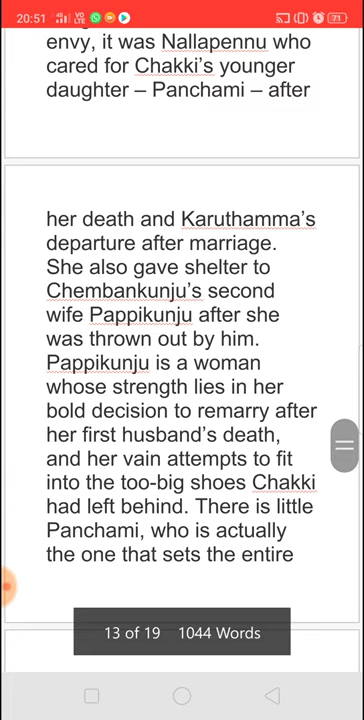 20:51
71
envy, it was Nallapennu who
cared for Chakki's younger
daughter – Panchami – after
her death and Karuthamma's
departure after marriage.
She also gave shelter to
Chembankunju's second
wife Pappikunju after she
was thrown out by him.
Pappikunju is a woman
whose strength lies in her
bold decision to remarry after
her first husband's death,
and her vain attempts to fit
into the too-big shoes Chakki
had left behind. There is little
Panchami, who is actually
the one that sets the entire
13 of 19 1044 Words